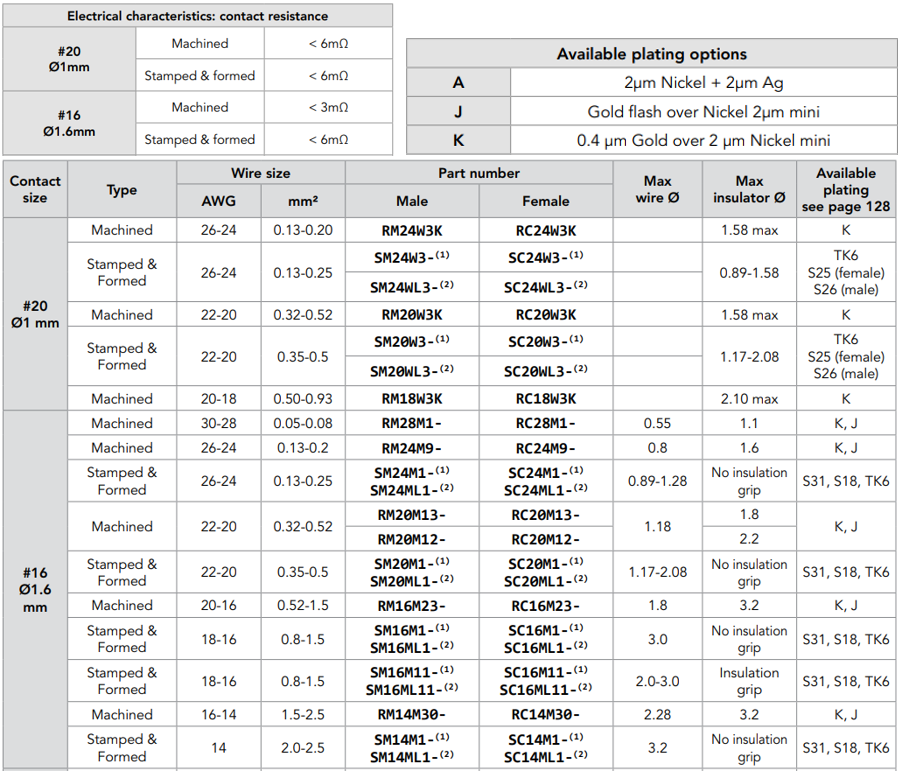 Electrical characteristics: contact resistance
#20
Ø1mm
Machined
< 6mΩ
Stamped & formed
< 6mΩ
#16
Ø1.6mm
Machined
< 3mΩ
Stamped & formed
< 6mΩ
Available plating options
A
2µm Nickel + 2µm Ag
J
Gold flash over Nickel 2µm mini
K
0.4 µm Gold over 2 µm Nickel mini
Contact
size
Type
Wire size
AWG
mm²
Part number
Male
Female
Max
wire Ø
Max
insulator Ø
Available
plating
see page 128
#20
Ø1 mm
Machined
26-24
0.13-0.20
RM24W3K
RC24W3K
1.58 max
K
Stamped &
Formed
26-24
0.13-0.25
SM24W3-(1)
SC24W3-(1)
SM24WL3-(2)
SC24WL3-(2)
0.89-1.58
TK6
S25 (female)
S26 (male)
Machined
22-20
0.32-0.52
RM20W3K
RC20W3K
1.58 max
K
Stamped &
Formed
22-20
0.35-0.5
SM20W3-(1)
SC20W3-(1)
SM20WL3-(2)
SC20WL3-(2)
1.17-2.08
TK6
S25 (female)
S26 (male)
Machined
20-18
0.50-0.93
RM18W3K
RC18W3K
2.10 max
K
#16
Ø1.6
mm
Machined
30-28
0.05-0.08
RM28M1-
RC28M1-
0.55
1.1
K, J
Machined
26-24
0.13-0.2
RM24M9-
RC24M9-
0.8
1.6
K, J
Stamped &
Formed
26-24
0.13-0.25
SM24M1-(1)
SM24ML1-(2)
SC24M1-(1)
SC24ML1-(2)
0.89-1.28
No insulation
grip
S31, S18, TK6
Machined
22-20
0.32-0.52
RM20M13-
RC20M13-
RM20M12-
RC20M12-
1.18
1.8
2.2
K, J
Stamped &
Formed
22-20
0.35-0.5
SM20M1-(1)
SM20ML1-(2)
SC20M1-(1)
SC20ML1-(2)
1.17-2.08
No insulation
grip
S31, S18, TK6
Machined
20-16
0.52-1.5
RM16M23-
RC16M23-
1.8
3.2
K, J
Stamped &
Formed
18-16
0.8-1.5
SM16M1-(1)
SM16ML1-(2)
SC16M1-(1)
SC16ML1-(2)
3.0
No insulation
grip
S31, S18, TK6
Stamped &
Formed
18-16
0.8-1.5
SM16M11-(1)
SM16ML11-(2)
SC16M11-(1)
SC16ML11-(2)
2.0-3.0
Insulation
grip
S31, S18, TK6
Machined
16-14
1.5-2.5
RM14M30-
RC14M30-
2.28
3.2
K, J
Stamped &
Formed
14
2.0-2.5
SM14M1-(1)
SM14ML1-(2)
SC14M1-(1)
SC14ML1-(2)
3.2
No insulation
grip
S31, S18, TK6